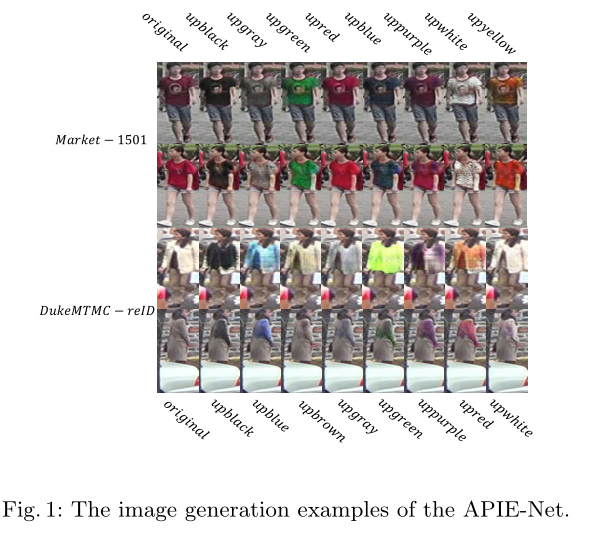 original upblack upgray upgreen upred upblue uppurple upwhite upyellow
Market − 1501
DukeMTMC − reID
original upblack upblue upbrown upgray upgreen uppurple upred upwhite
Fig. 1: The image generation examples of the APIE-Net.